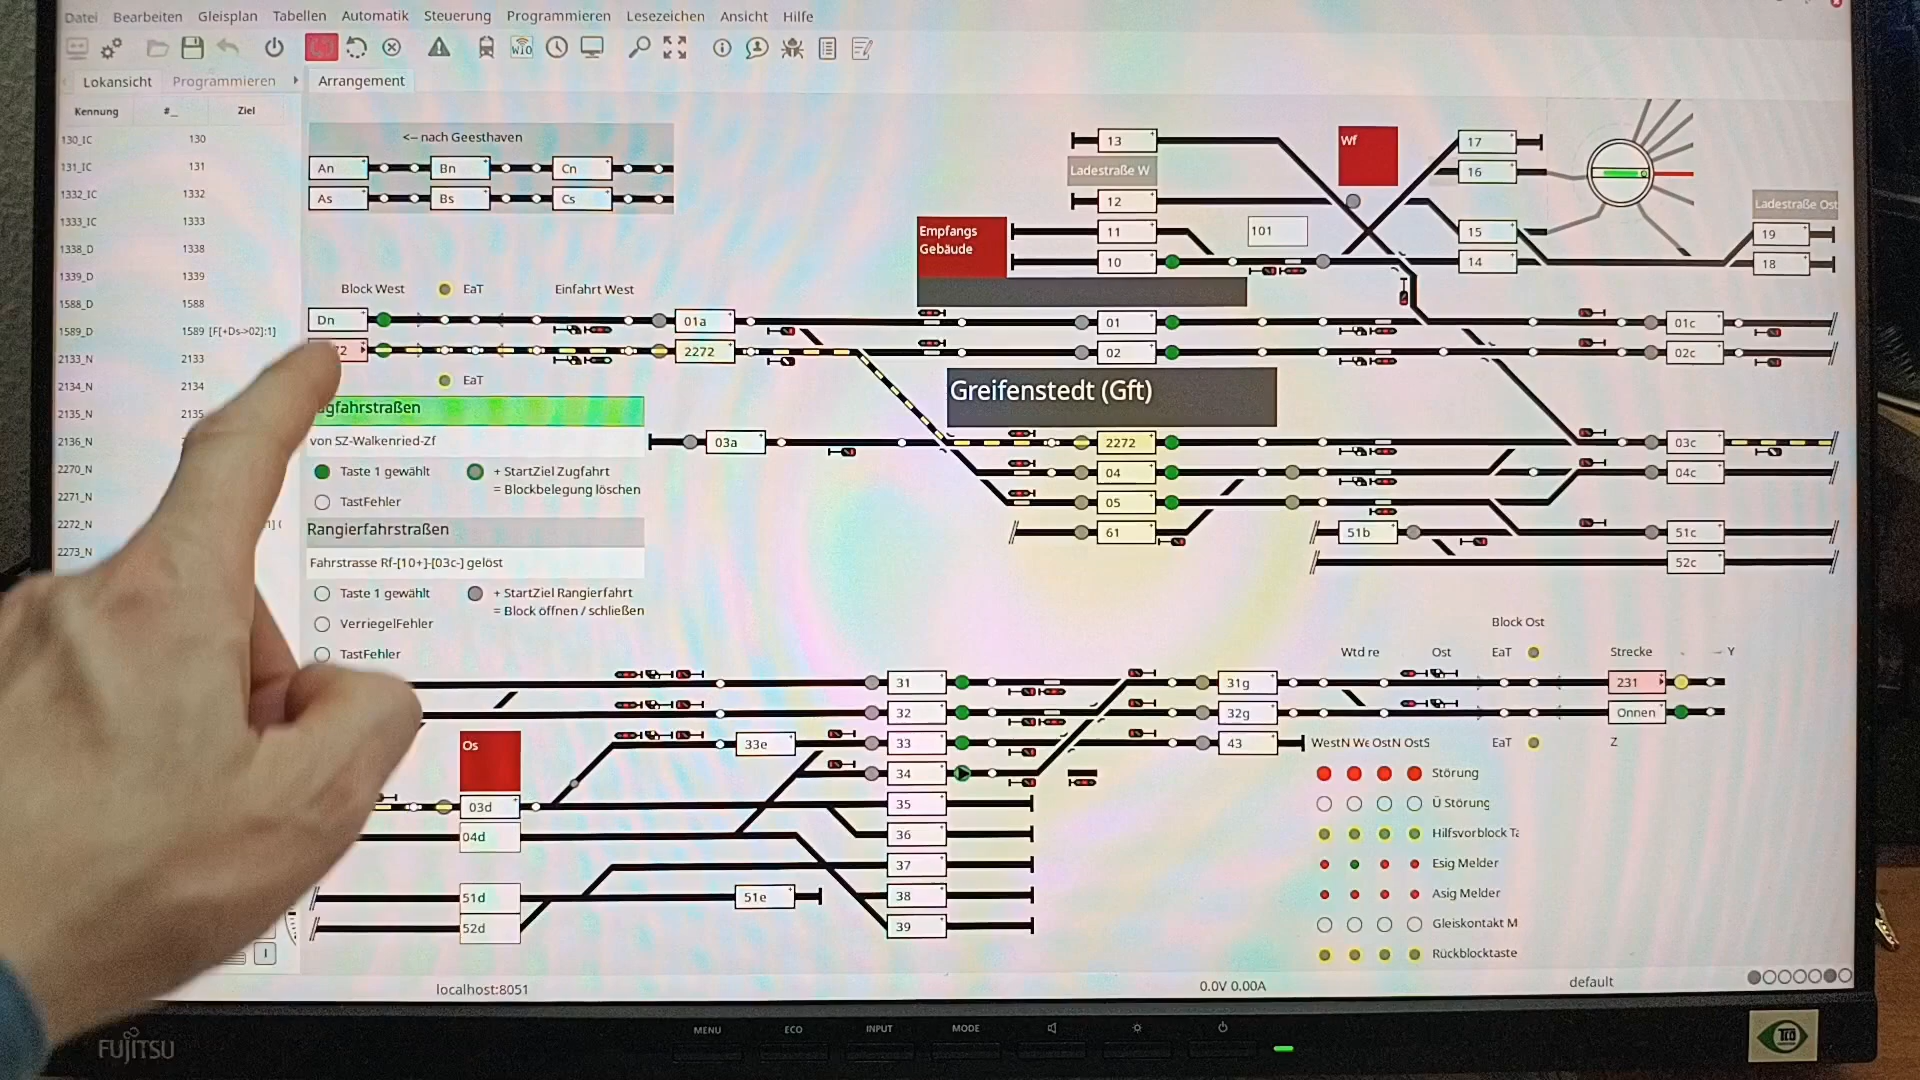 Datei Bearbeiten Gleisplan Tabellen Automatik Steuerung Programmieren Lesezeichen Ansicht Hilfe
WIO
Lokansicht Programmieren Arrangement
Kennung #_ Ziel
130_IC 130
131_IC 131
1332_IC 1332
1333_IC 1333
1338_D 1338
1339_D 1339
1588_D 1588
1589_D 1589 [F[+Ds->02]:1]
2133_N 2133
2134_N 2134
2135_N 2135
2136_N
2270_N
2271_N
2272_N
2273_N
<-- nach Geesthaven
An Bn Cn
As Bs Cs
Block West EaT Einfahrt West
Dn 01a
2272
EaT
von SZ-Walkenried-Zf
Taste 1 gewählt + StartZiel Zugfahrt
= Blockbelegung löschen
TastFehler
Rangierfahrstraßen
Fahrstrasse Rf-[10+]-[03c-] gelöst
Taste 1 gewählt + StartZiel Rangierfahrt
= Block öffnen / schließen
VerriegelFehler
TastFehler
13 Wf 17
Ladestraße W 16
12 Ladestraße Ost
Empfangs
Gebäude
11 101 15 19
10 14 18
01 01c
02 02c
Greifenstedt (Gft)
03a 2272 03c
04 04c
05
61 51b 51c
52c
Block Ost
Wtd re Ost EaT Strecke Y
31 31g 231
32 32g Onnen
33e 33 43 WestN We OstN OstS EaT Z
Os 34 Störung
03d 35 Ü Störung
04d 36 Hilfsvorblock Ta
37 Esig Melder
51d 51e 38 Asig Melder
52d 39 Gleiskontakt M
Rückblocktaste
localhost:8051 0.0V 0.00A default
FUJITSU MENU ECO INPUT MODE